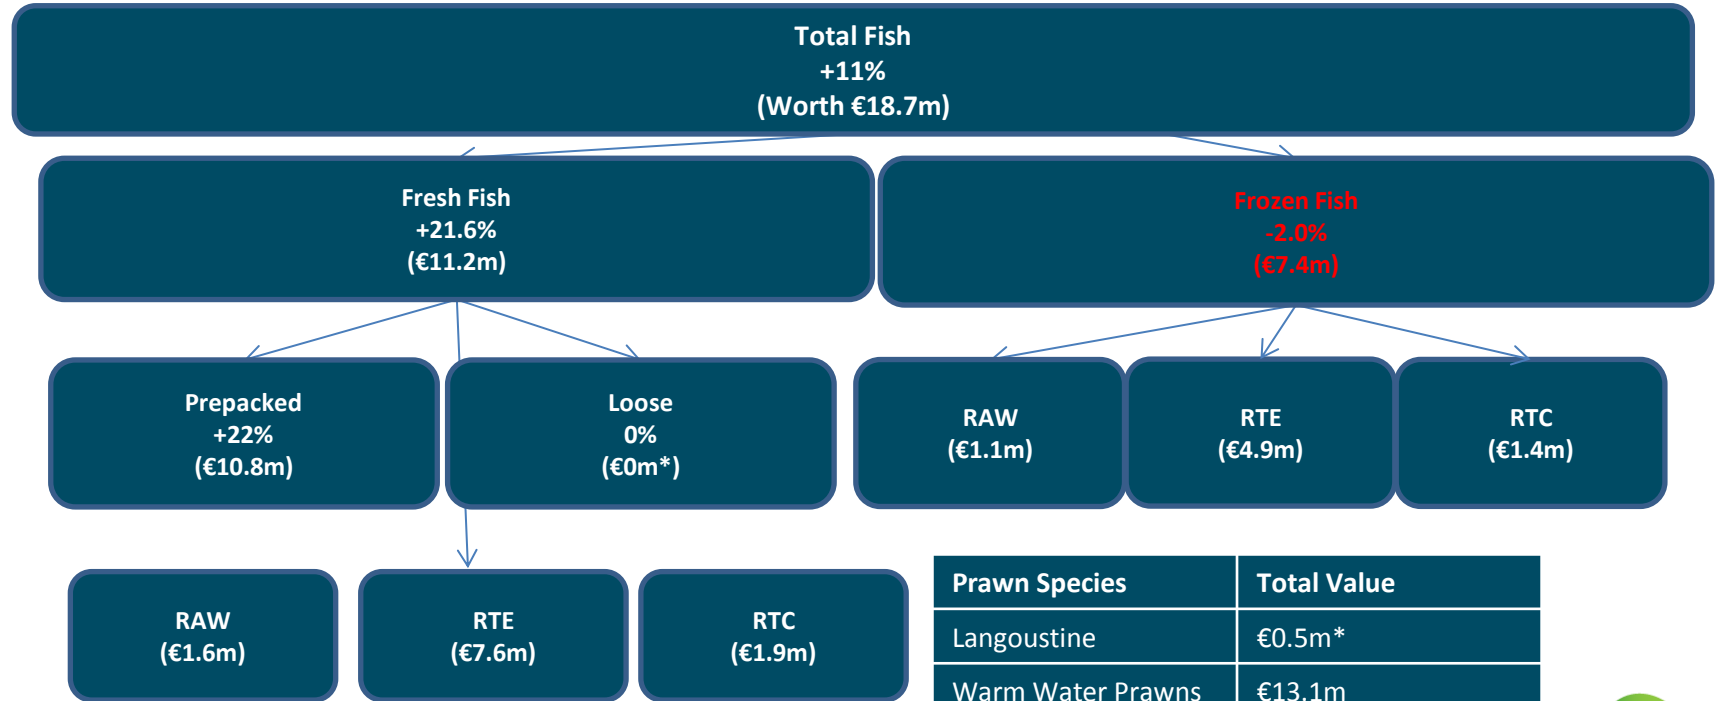 Total Fish
+11%
(Worth €18.7m)
Fresh Fish
+21.6%
(€11.2m)
Frozen Fish
-2.0%
(€7.4m)
Prepacked
+22%
(€10.8m)
Loose
0%
(€0m*)
RAW
(€1.1m)
RTE
(€4.9m)
RTC
(€1.4m)
RAW
(€1.6m)
RTE
(€7.6m)
RTC
(€1.9m)
Prawn Species Total Value
Langoustine €0.5m*
Warm Water Prawns €13.1m